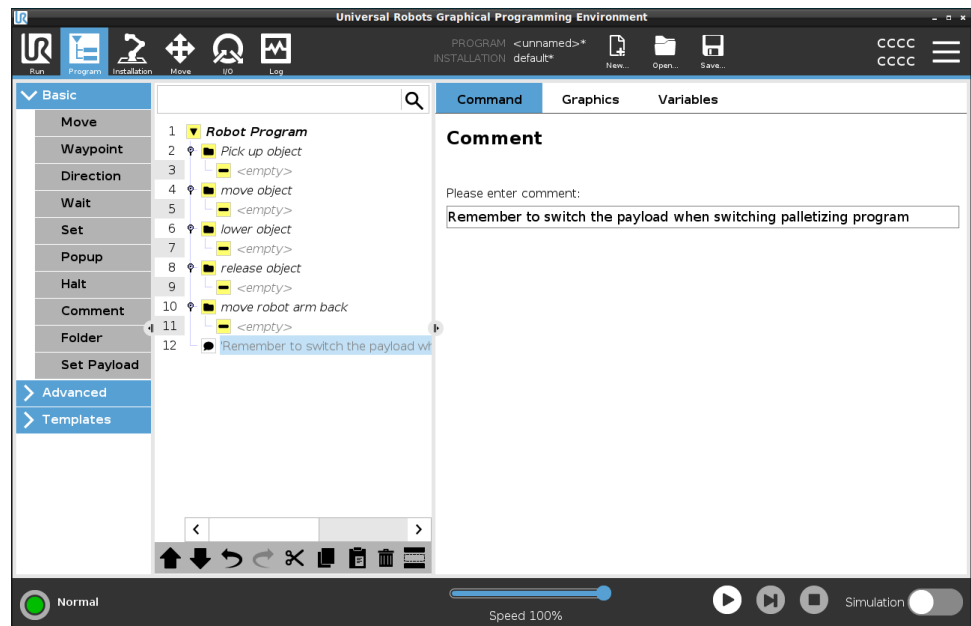 Universal Robots Graphical Programming Environment
UR
Run
Program
Installation
Move
I/O
Log
PROGRAM <unnamed>*
INSTALLATION default*
New...
Open...
Save...
CCCC
CCCC
Basic
Move
Waypoint
Direction
Wait
Set
Popup
Halt
Comment
Folder
Set Payload
Advanced
Templates
1 Robot Program
2 Pick up object
3 <empty>
4 move object
5 <empty>
6 lower object
7 <empty>
8 release object
9 <empty>
10 move robot arm back
11 <empty>
12 'Remember to switch the payload wh
Command Graphics Variables
Comment
Please enter comment:
Remember to switch the payload when switching palletizing program
Normal
Speed 100%
Simulation